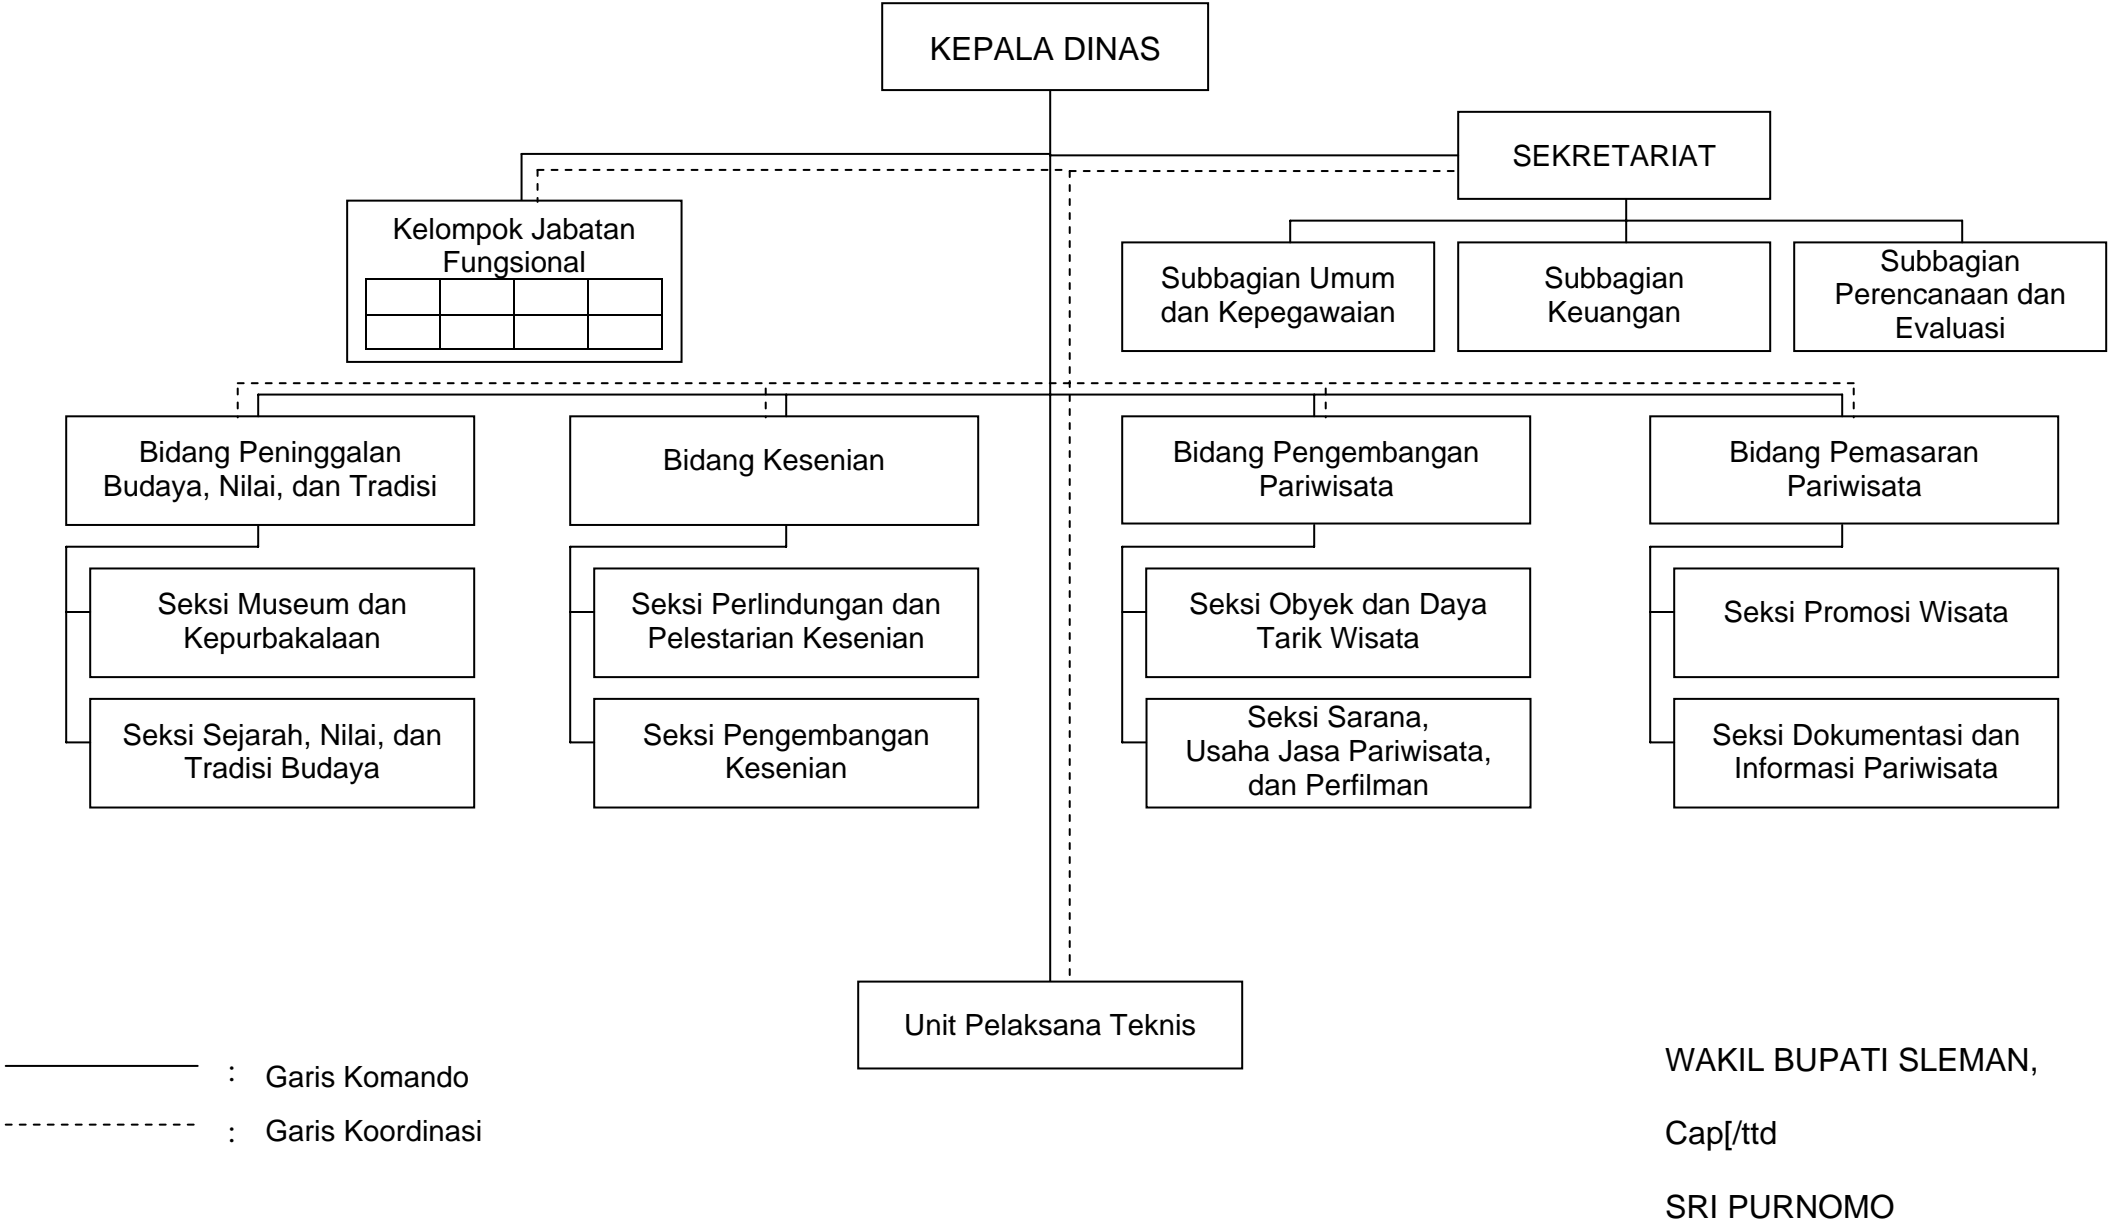 KEPALA DINAS
SEKRETARIAT
Kelompok Jabatan
Fungsional
Subbagian Umum
dan Kepegawaian
Subbagian
Keuangan
Subbagian
Perencanaan dan
Evaluasi
Bidang Peninggalan
Budaya, Nilai, dan Tradisi
Bidang Kesenian
Bidang Pengembangan
Pariwisata
Bidang Pemasaran
Pariwisata
Seksi Museum dan
Kepurbakalaan
Seksi Perlindungan dan
Pelestarian Kesenian
Seksi Obyek dan Daya
Tarik Wisata
Seksi Promosi Wisata
Seksi Sejarah, Nilai, dan
Tradisi Budaya
Seksi Pengembangan
Kesenian
Seksi Sarana,
Usaha Jasa Pariwisata,
dan Perfilman
Seksi Dokumentasi dan
Informasi Pariwisata
Unit Pelaksana Teknis
: Garis Komando
: Garis Koordinasi
WAKIL BUPATI SLEMAN,
Cap[/ttd
SRI PURNOMO